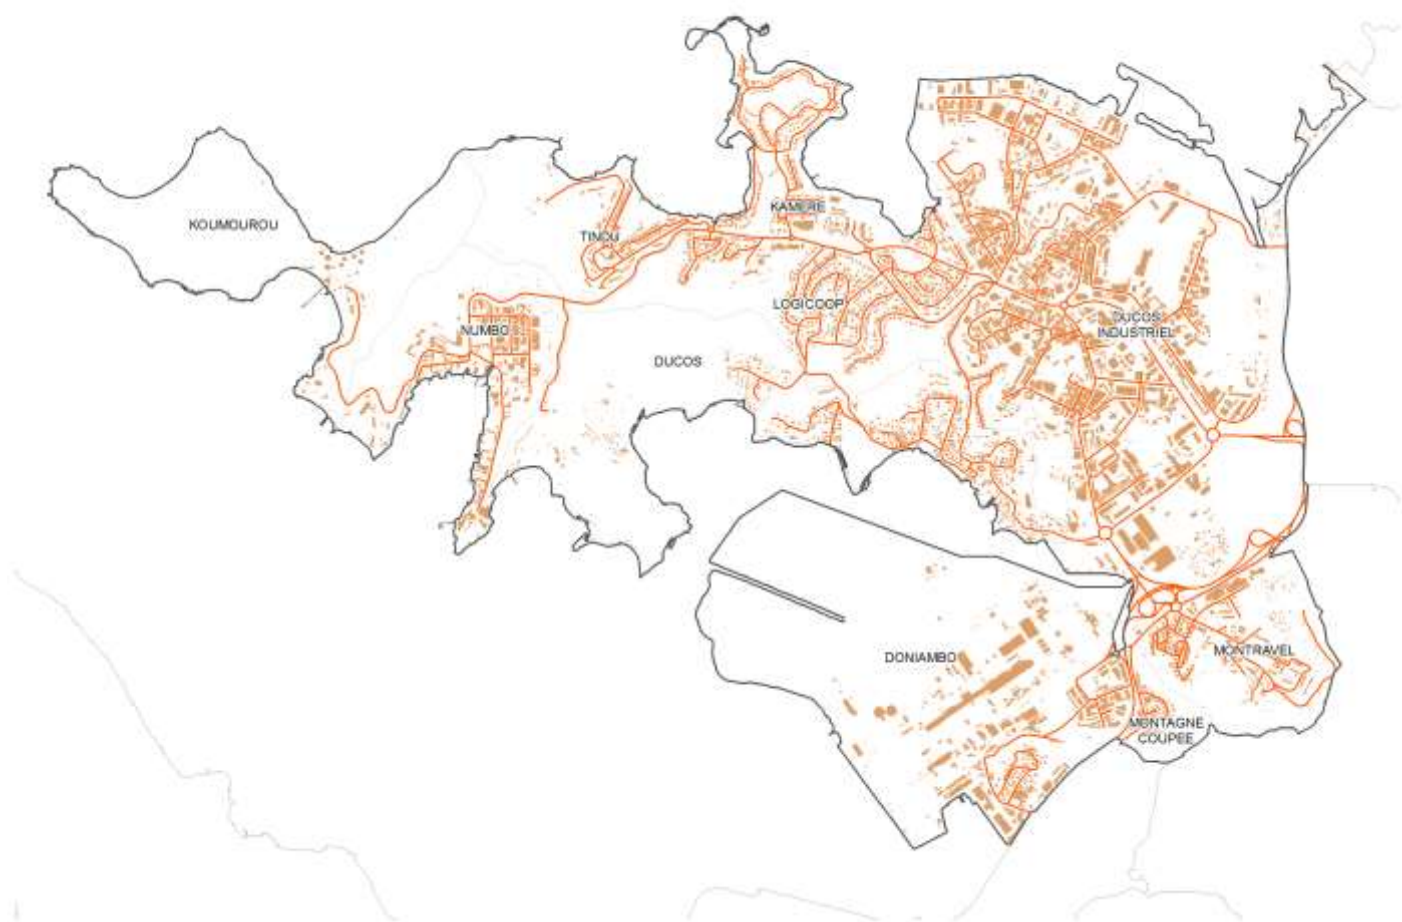 KOUMOUROU
KAMERE
TINDU
LOGICOOP
NUMBO
DUCOS
INDUSTRIEL
DUCOS
DONIAMBO
MONTRAVEL
MONTAGNE
COUPEE